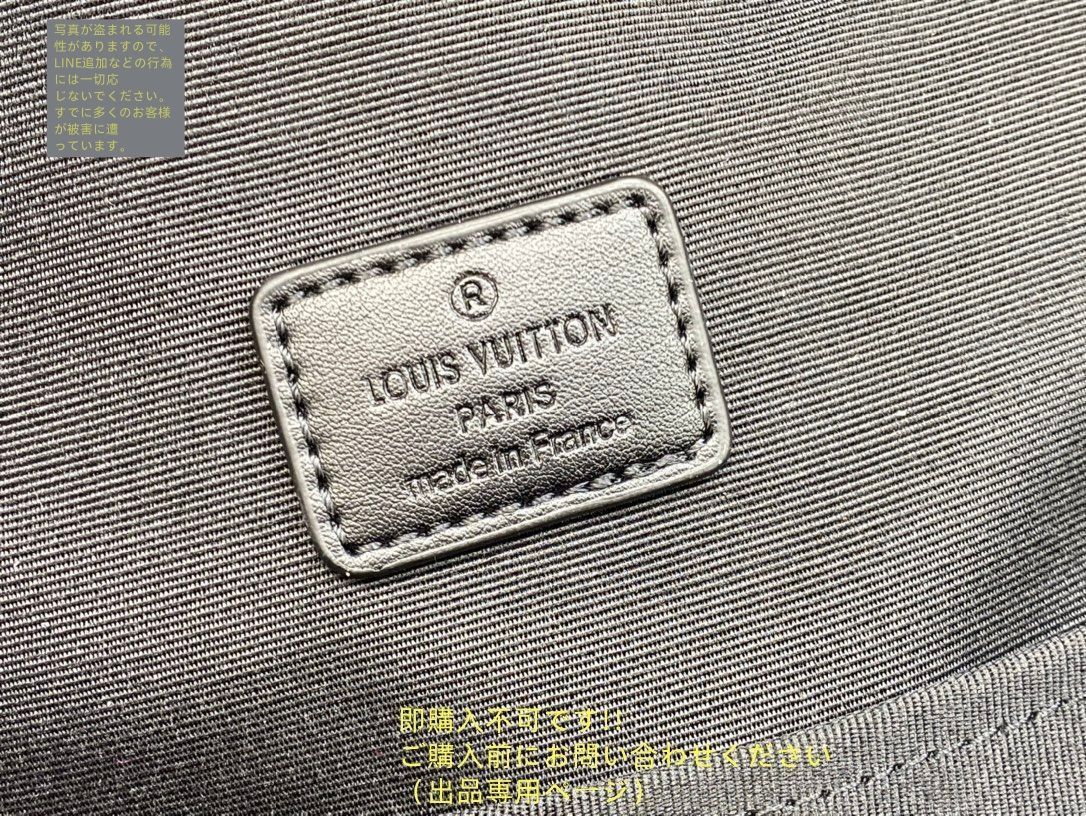 写真が盗まれる可能
性がありますので、
LINE追加などの行為
には一切応
じないでください。
すでに多くのお客様
が被害に遭
っています。
®
LOUIS VUITTON
PARIS
made in France
即購入不可です!!
ご購入前にお問い合わせください
(出品専用ページ)